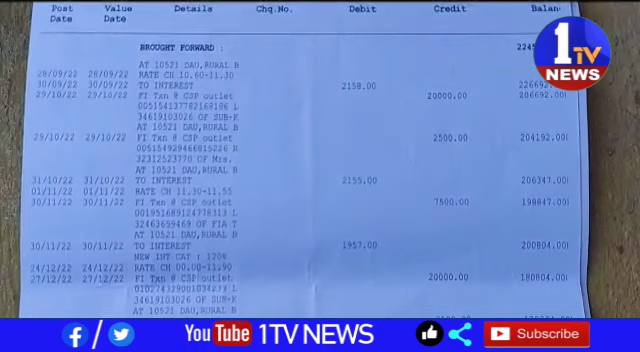 Post Value Details Chq.No. Debit Credit Balan
Date Date
BROUGHT FORWARD :
AT 10521 DAU,RURAL B
28/09/22 28/09/22 RATE CH 10.60-11.30
30/09/22 30/09/22 TO INTEREST 2158.00
29/10/22 29/10/22 FI Txn @ CSP outlet 20000.00 206692.00
005154137782168186 L
34619103026 OF SUB-K
AT 10521 DAU,RURAL B
29/10/22 29/10/22 FI Txn @ CSP outlet 2500.00 204192.00
005154929466815226 R
32312523770 OF Mrs.
AT 10521 DAU,RURAL B
31/10/22 31/10/22 TO INTEREST 2155.00 206347.00
01/11/22 01/11/22 RATE CH 11.30-11.55
30/11/22 30/11/22 FI Txn @ CSP outlet 7500.00 198847.00
001951689124778313 L
32463659469 OF FIA T
AT 10521 DAU,RURAL B
30/11/22 30/11/22 TO INTEREST 1957.00 200804.00
NEW INT CAT : 1204
24/12/22 24/12/22 RATE CH 00.00-11.90
27/12/22 27/12/22 FI Txn @ CSP outlet 20000.00 180804.00
34619103026 OF SUB-K
AT 10521 DAU,RURAL B
1TV
NEWS
f / YouTube 1TV NEWS Subscribe